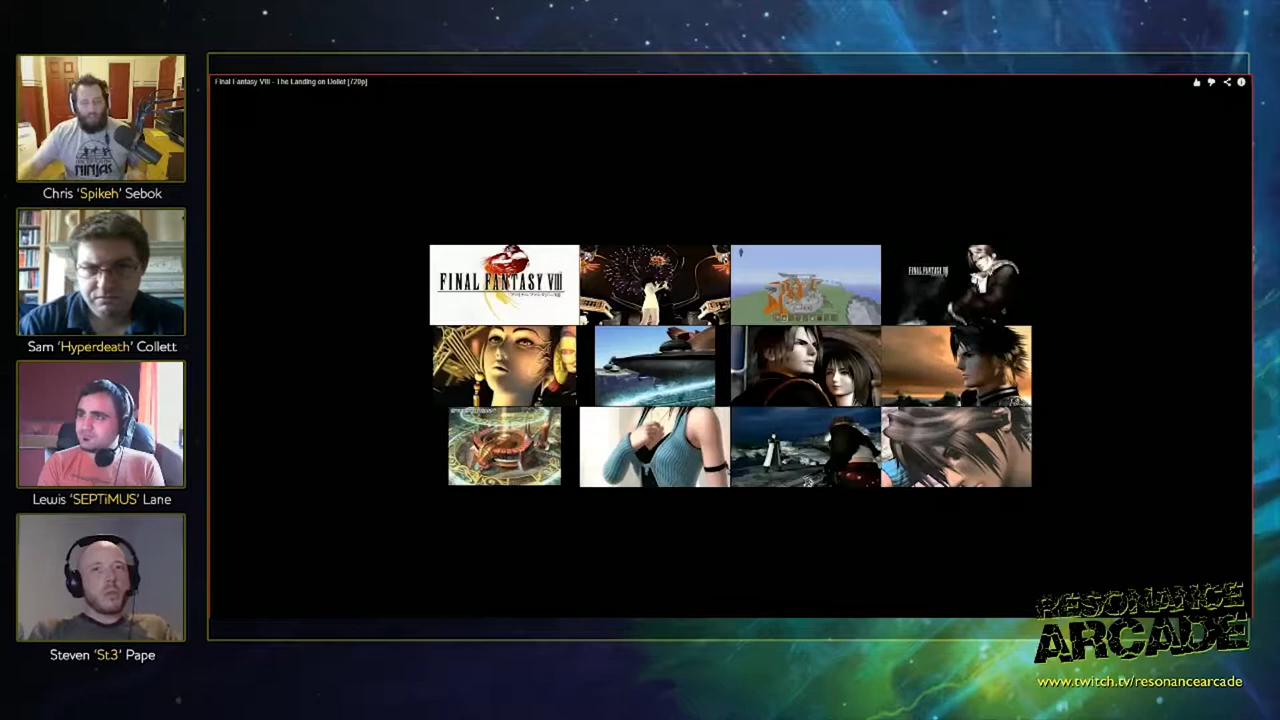 Final Fantasy VIII - The Landing on Dollet [720p]
NINJAS
Chris 'Spikeh' Sebok
Sam 'Hyperdeath' Collett
Lewis 'SEPTiMUS' Lane
Steven 'St3' Pape
FINAL FANTASY VIII
FINAL FANTASY VIII
RESONANCE
ARCADE
www.twitch.tv/resonancearcade